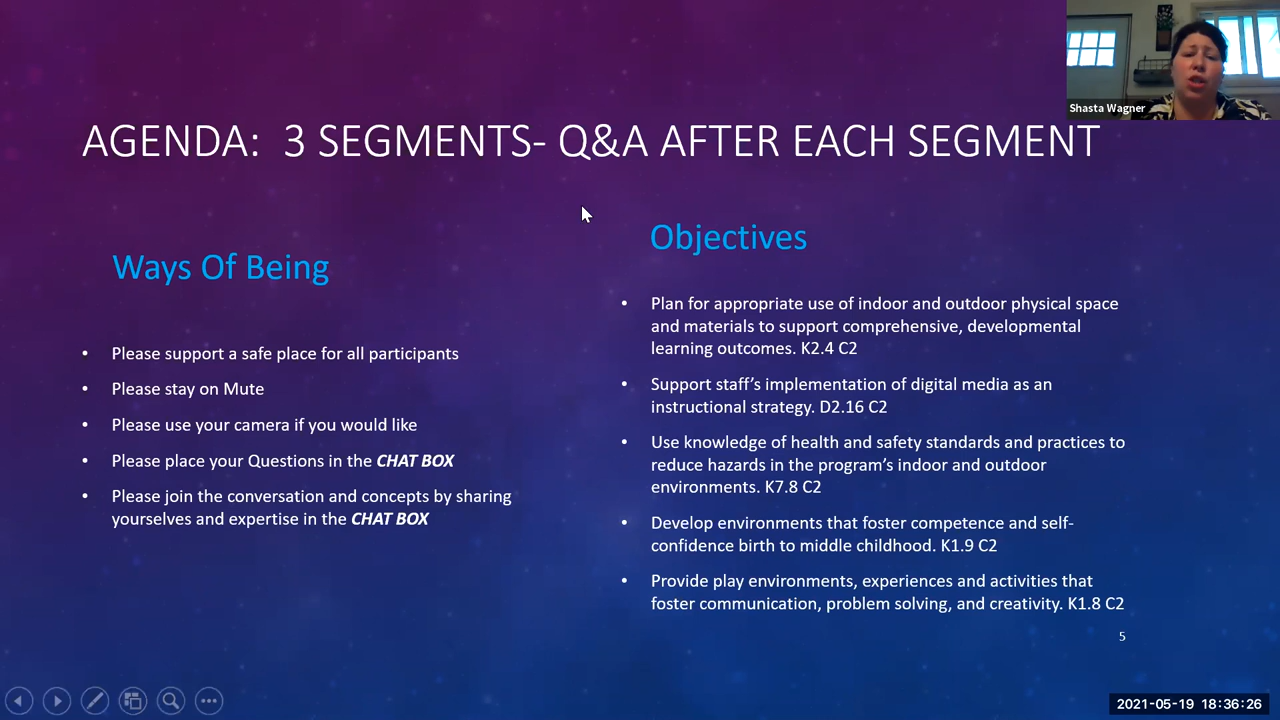 Shasta Wagner
AGENDA: 3 SEGMENTS- Q&A AFTER EACH SEGMENT
Ways Of Being
• Please support a safe place for all participants
• Please stay on Mute
• Please use your camera if you would like
• Please place your Questions in the CHAT BOX
• Please join the conversation and concepts by sharing
yourselves and expertise in the CHAT BOX
Objectives
• Plan for appropriate use of indoor and outdoor physical space
and materials to support comprehensive, developmental
learning outcomes. K2.4 C2
• Support staff’s implementation of digital media as an
instructional strategy. D2.16 C2
• Use knowledge of health and safety standards and practices to
reduce hazards in the program’s indoor and outdoor
environments. K7.8 C2
• Develop environments that foster competence and self-
confidence birth to middle childhood. K1.9 C2
• Provide play environments, experiences and activities that
foster communication, problem solving, and creativity. K1.8 C2
5
2021-05-19 18:36:26